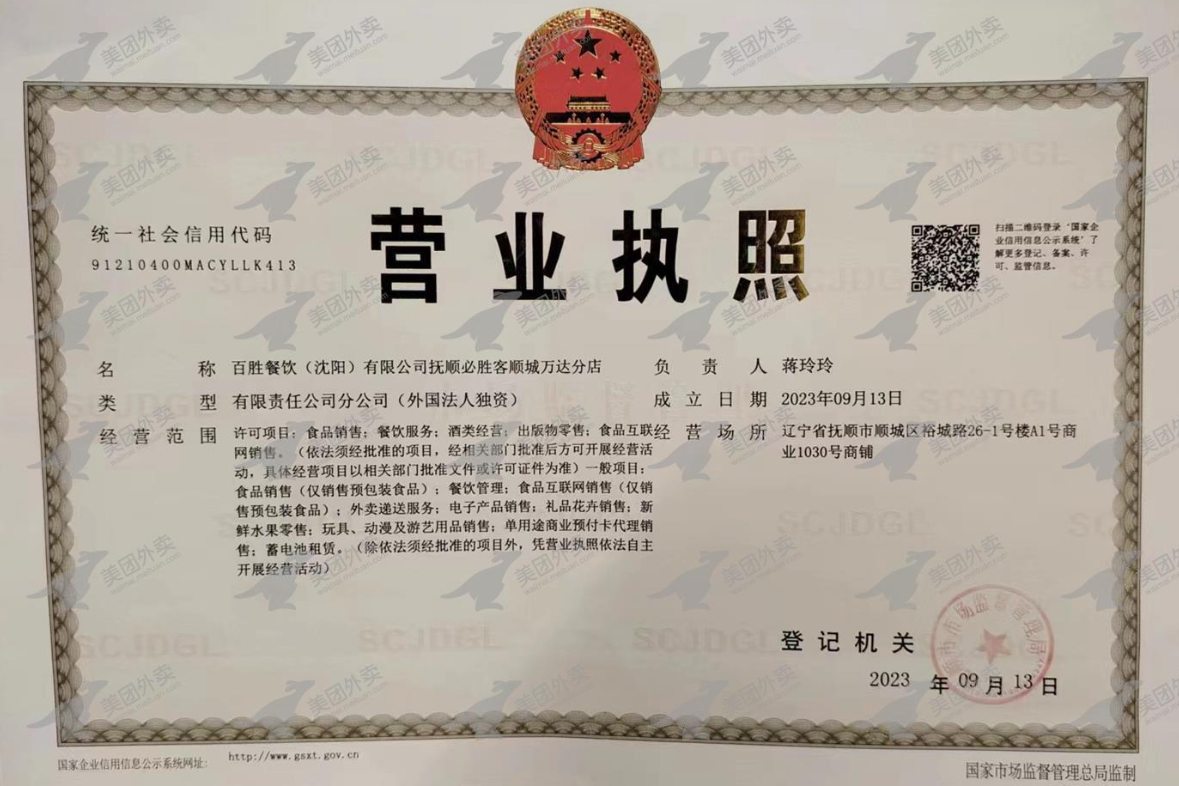 统一社会信用代码
91210400MACYLLK413
营业执照
扫描二维码登录‘国家企
业信用信息公示系统’了
解更多登记、备案、许
可、监管信息。
名称 百胜餐饮（沈阳）有限公司抚顺必胜客顺城万达分店
类型 有限责任公司分公司（外国法人独资）
经营范围 许可项目：食品销售；餐饮服务；酒类经营；出版物零售；食品互联
网销售。（依法须经批准的项目，经相关部门批准后方可开展经营活
动，具体经营项目以相关部门批准文件或许可证件为准）一般项目：
食品销售（仅销售预包装食品）；餐饮管理；食品互联网销售（仅销
售预包装食品）；外卖递送服务；电子产品销售；礼品花卉销售；新
鲜水果零售；玩具、动漫及游艺用品销售；单用途商业预付卡代理销
售；蓄电池租赁。（除依法须经批准的项目外，凭营业执照依法自主
开展经营活动）
负责人 蒋玲玲
成立日期 2023年09月13日
经营场所 辽宁省抚顺市顺城区裕城路26-1号楼A1号商
业1030号商铺
登记机关
市场监督管理局
2023年09月13日
国家企业信用信息公示系统网址：http://www.gsxt.gov.cn
国家市场监督管理总局监制
美团外卖
waimai.meituan.com
SCJDGL